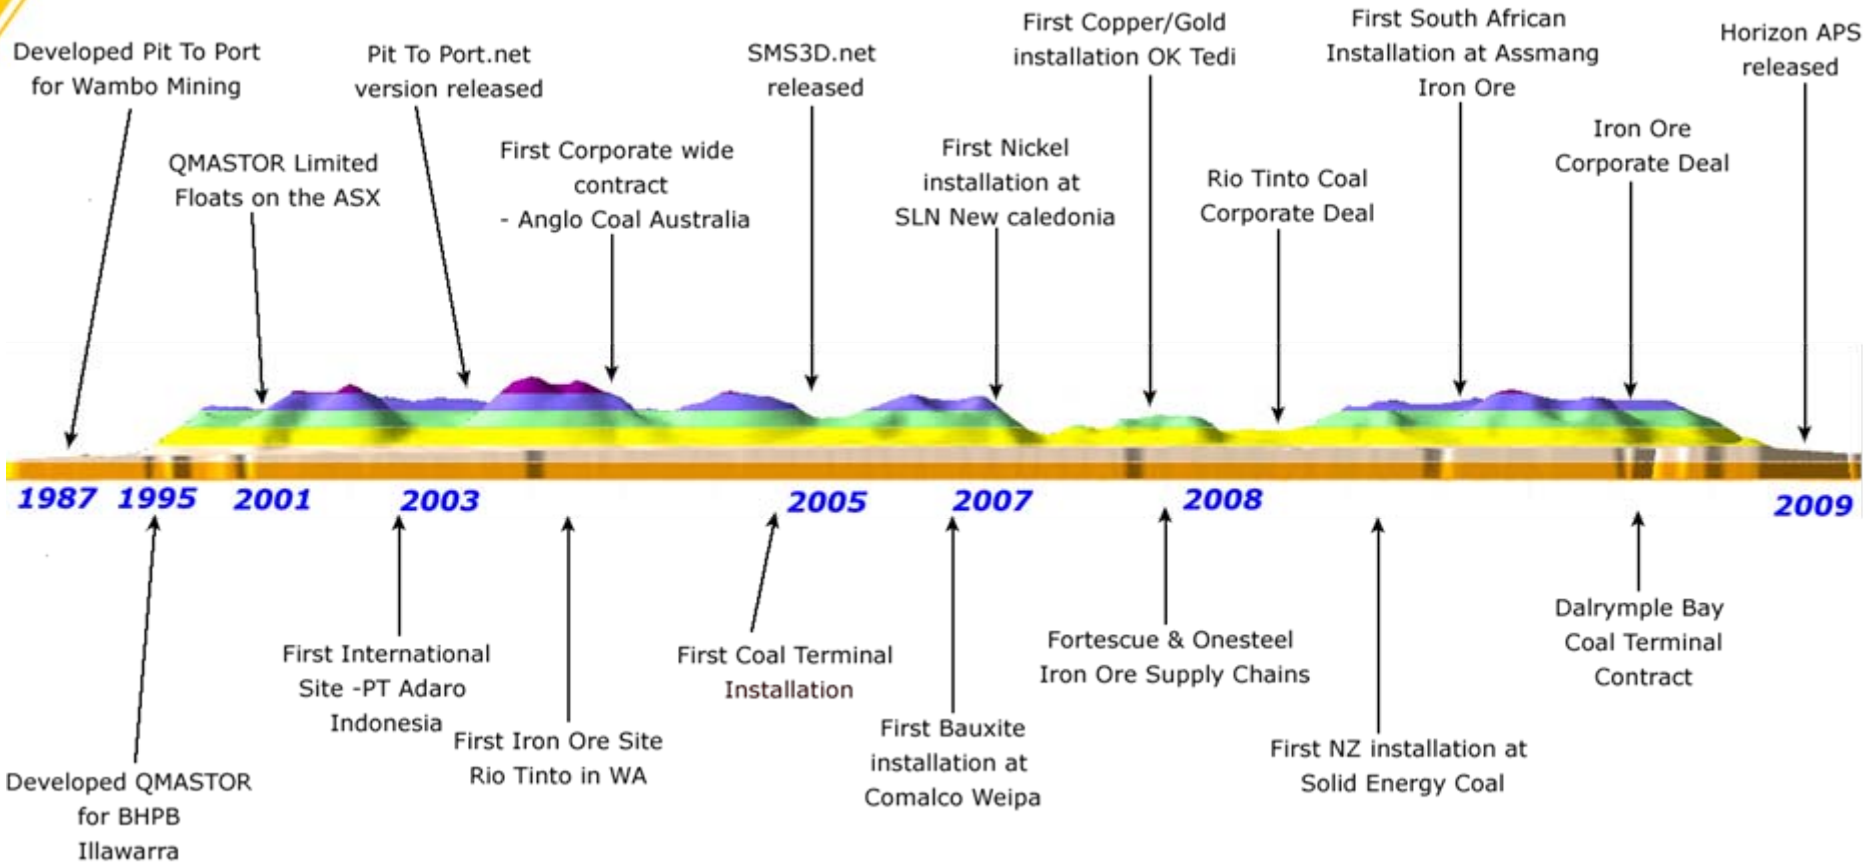 Developed Pit To Port
for Wambo Mining
QMASTOR Limited
Floats on the ASX
Pit To Port.net
version released
First Corporate wide
contract
- Anglo Coal Australia
SMS3D.net
released
First Nickel
installation at
SLN New caledonia
First Copper/Gold
installation OK Tedi
Rio Tinto Coal
Corporate Deal
First South African
Installation at Assmang
Iron Ore
Iron Ore
Corporate Deal
Horizon APS
released
1987 1995 2001 2003 2005 2007 2008 2009
Developed QMASTOR
for BHPB
Illawarra
First International
Site -PT Adaro
Indonesia
First Iron Ore Site
Rio Tinto in WA
First Coal Terminal
Installation
First Bauxite
installation at
Comalco Weipa
Fortescue & Onesteel
Iron Ore Supply Chains
First NZ installation at
Solid Energy Coal
Dalrymple Bay
Coal Terminal
Contract